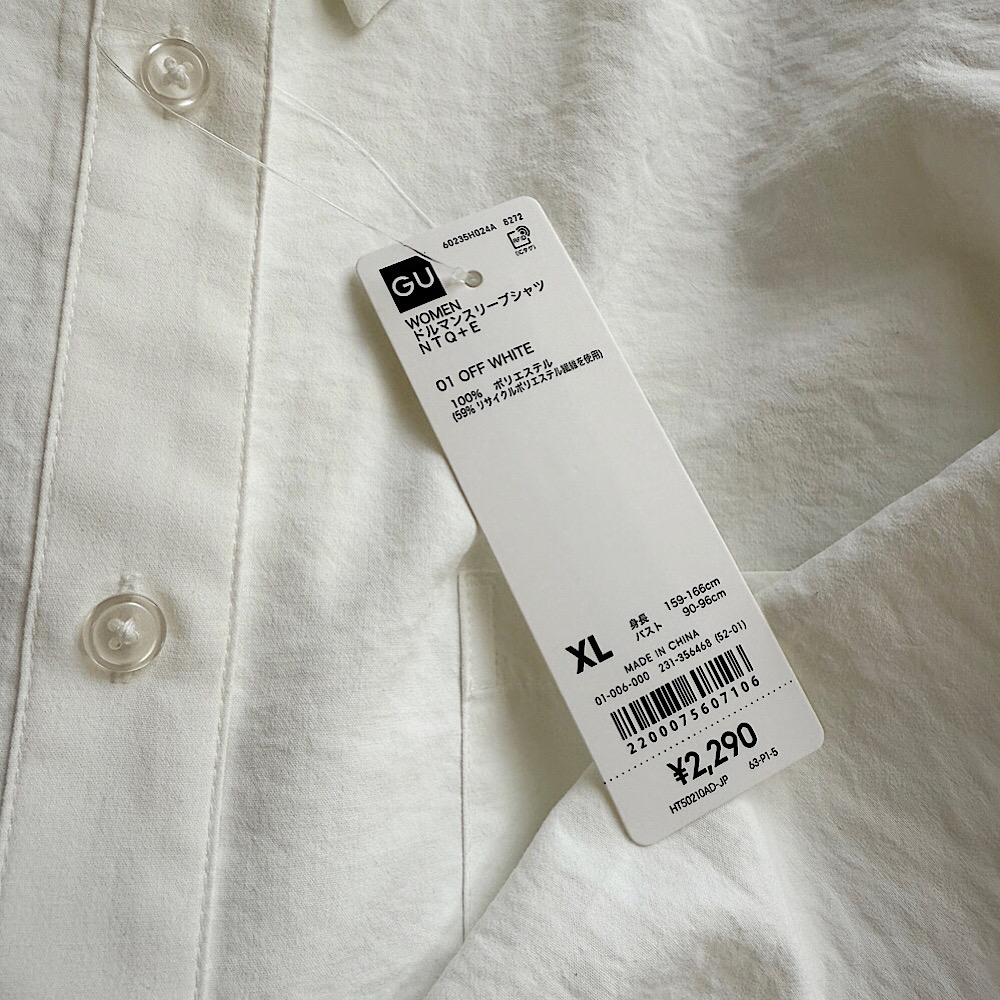 60235H024A 8272
RFID
(ICタグ)
GU
WOMEN
ドルマンスリーブシャツ
NTQ+E
01 OFF WHITE
100% ポリエステル
(59% リサイクルポリエステル繊維を使用)
XL
身長 159-166cm
バスト 90-96cm
MADE IN CHINA
01-006-000 231-356468 (52-01)
2200075607106
¥2,290
HT50210AD-JP 63-P1-5